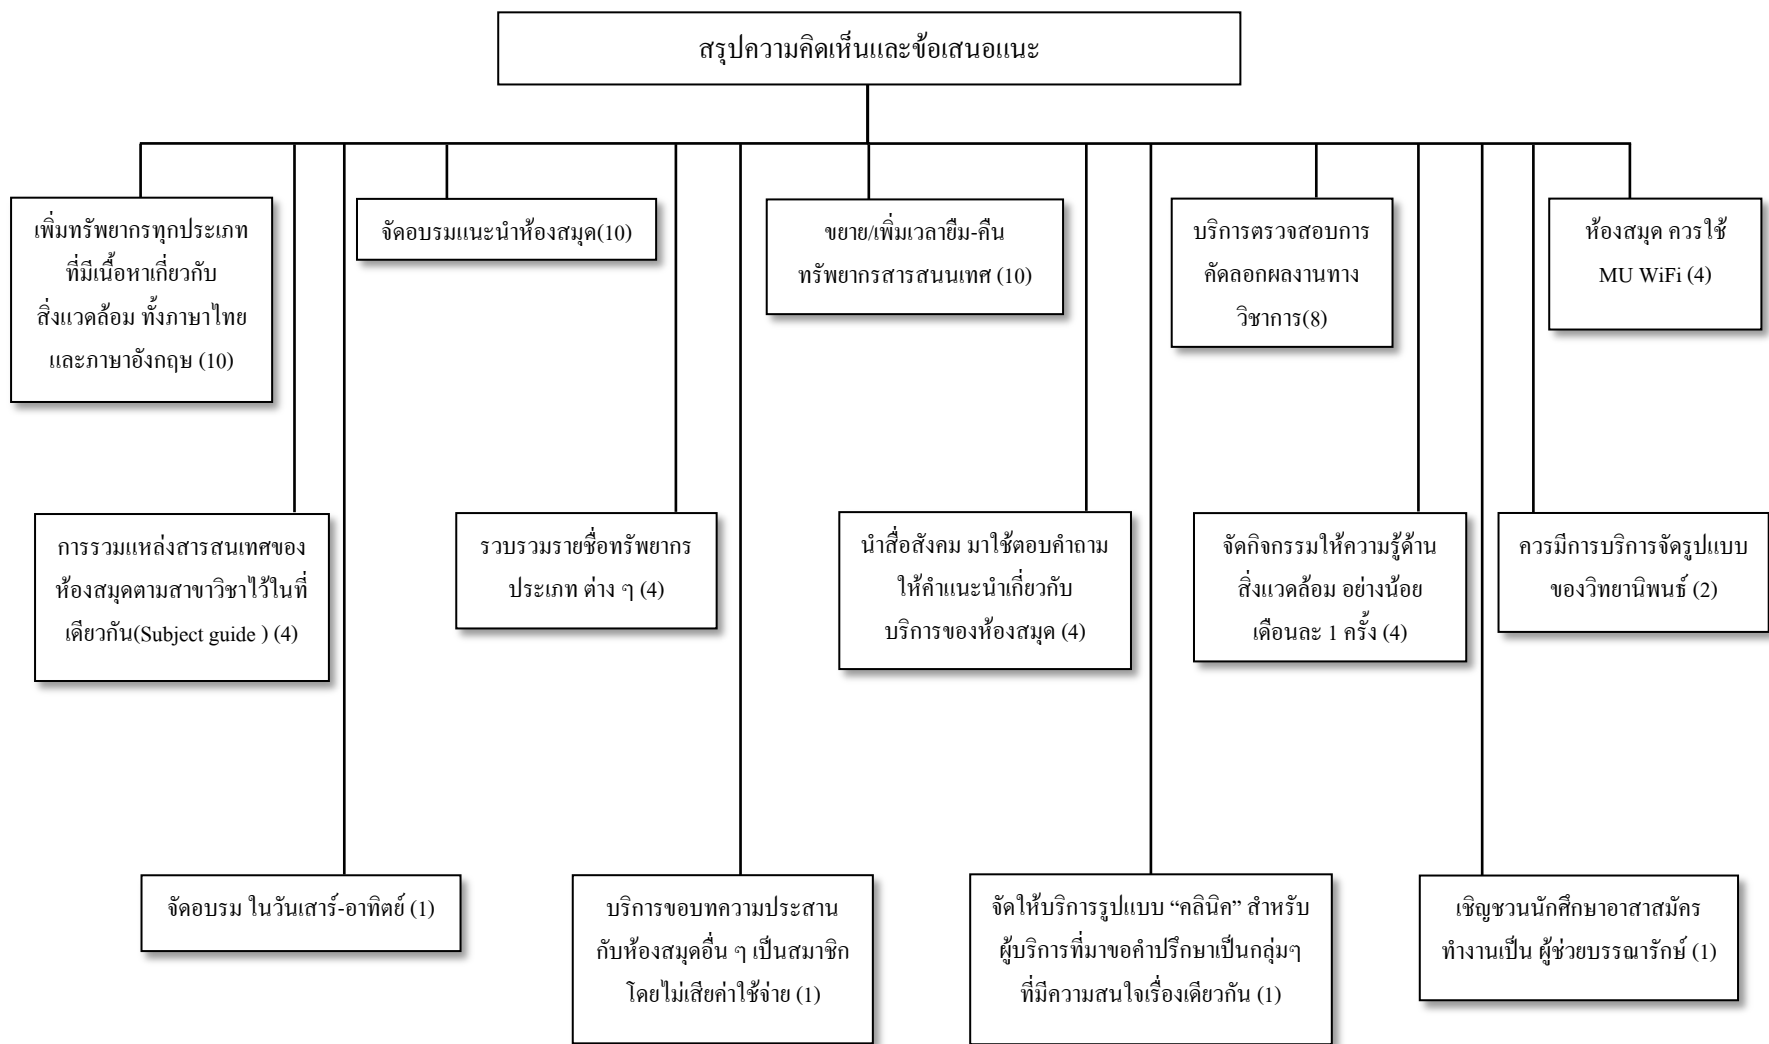 สรุปความคิดเห็นและข้อเสนอแนะ
เพิ่มทรัพยากรทุกประเภท
ที่มีเนื้อหาเกี่ยวกับ
สิ่งแวดล้อม ทั้งภาษาไทย
และภาษาอังกฤษ (10)
จัดอบรมแนะนำห้องสมุด(10)
ขยาย/เพิ่มเวลายืม-คืน
ทรัพยากรสารสนนเทศ (10)
บริการตรวจสอบการ
คัดลอกผลงานทาง
วิชาการ(8)
ห้องสมุด ควรใช้
MU WiFi (4)
การรวมแหล่งสารสนเทศของ
ห้องสมุดตามสาขาวิชาไว้ในที่
เดียวกัน(Subject guide ) (4)
รวบรวมรายชื่อทรัพยากร
ประเภท ต่าง ๆ (4)
นำสื่อสังคม มาใช้ตอบคำถาม
ให้คำแนะนำเกี่ยวกับ
บริการของห้องสมุด (4)
จัดกิจกรรมให้ความรู้ด้าน
สิ่งแวดล้อม อย่างน้อย
เดือนละ 1 ครั้ง (4)
ควรมีการบริการจัดรูปแบบ
ของวิทยานิพนธ์ (2)
จัดอบรม ในวันเสาร์-อาทิตย์ (1)
บริการขอบทความประสาน
กับห้องสมุดอื่น ๆ เป็นสมาชิก
โดยไม่เสียค่าใช้จ่าย (1)
จัดให้บริการรูปแบบ “คลินิค” สำหรับ
ผู้บริการที่มาขอคำปรึกษาเป็นกลุ่มๆ
ที่มีความสนใจเรื่องเดียวกัน (1)
เชิญชวนนักศึกษาอาสาสมัคร
ทำงานเป็น ผู้ช่วยบรรณารักษ์ (1)